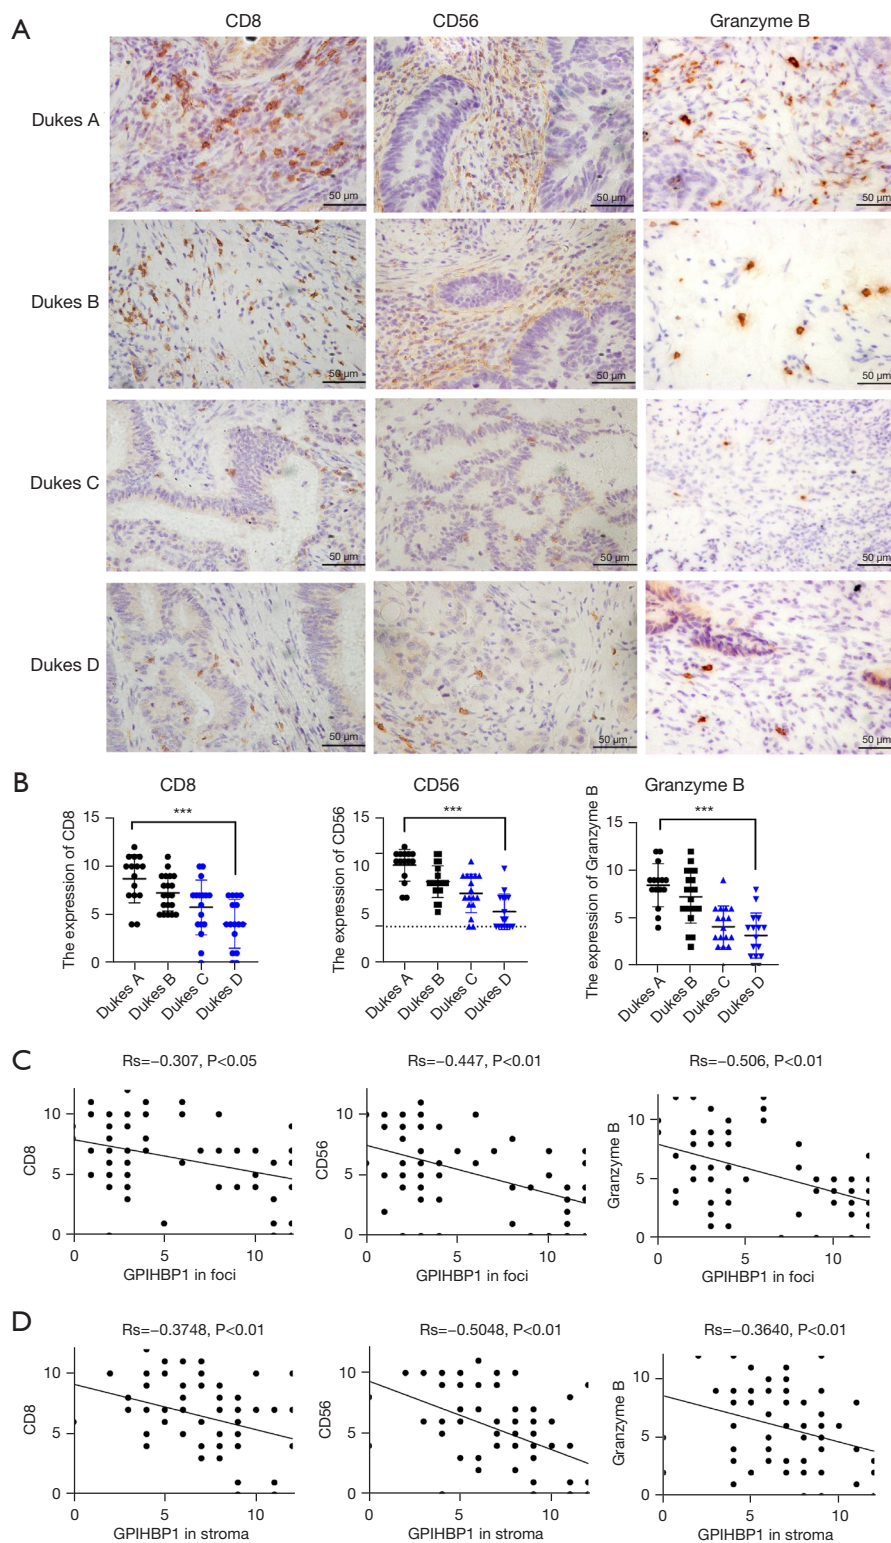 A
CD8 CD56 Granzyme B
Dukes A
50 μm 50 μm 50 μm
Dukes B
50 μm 50 μm 50 μm
Dukes C
50 μm 50 μm 50 μm
Dukes D
50 μm 50 μm 50 μm
B
CD8 CD56 Granzyme B
*** *** ***
The expression of CD8
15
10
5
0
Dukes A Dukes B Dukes C Dukes D
The expression of CD56
15
10
5
0
Dukes A Dukes B Dukes C Dukes D
The expression of Granzyme B
15
10
5
0
Dukes A Dukes B Dukes C Dukes D
C
Rs=−0.307, P<0.05 Rs=−0.447, P<0.01 Rs=−0.506, P<0.01
CD8
10
5
0
0 5 10
GPIHBP1 in foci
CD56
10
5
0
0 5 10
GPIHBP1 in foci
Granzyme B
10
5
0
0 5 10
GPIHBP1 in foci
D
Rs=−0.3748, P<0.01 Rs=−0.5048, P<0.01 Rs=−0.3640, P<0.01
CD8
10
5
0
0 5 10
GPIHBP1 in stroma
CD56
10
5
0
0 5 10
GPIHBP1 in stroma
Granzyme B
10
5
0
0 5 10
GPIHBP1 in stroma